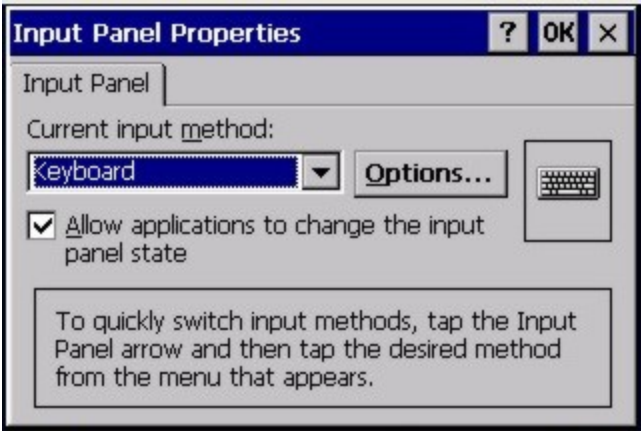 Input Panel Properties ? OK ×
Input Panel
Current input method:
Keyboard Options...
Allow applications to change the input
panel state
To quickly switch input methods, tap the Input
Panel arrow and then tap the desired method
from the menu that appears.